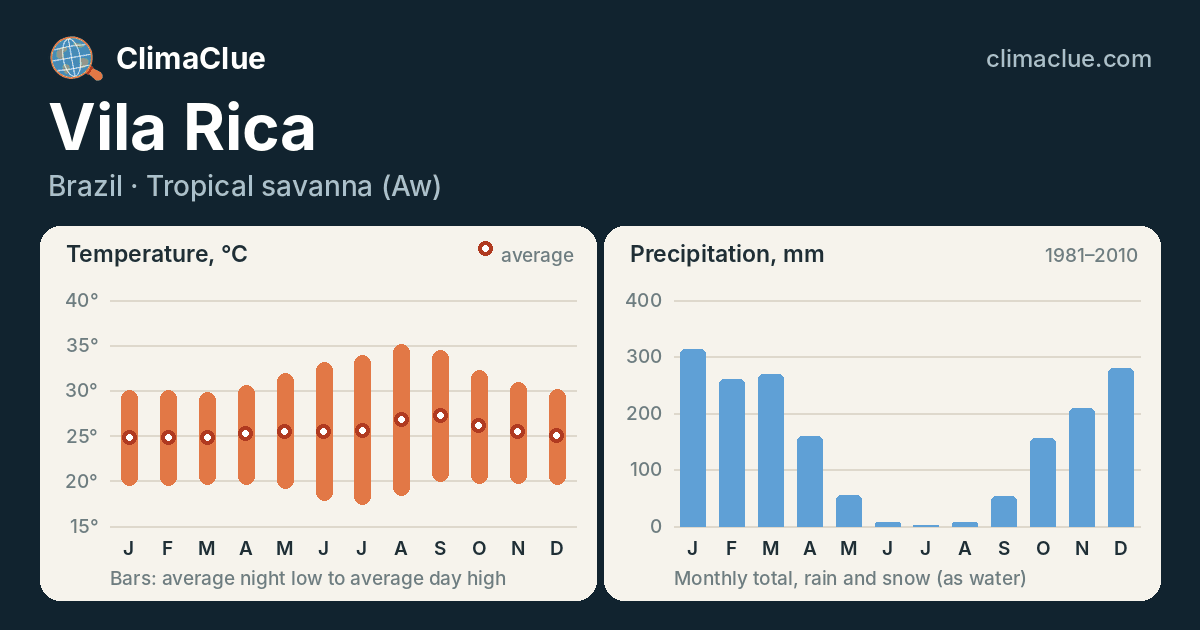 ClimaClue
climaclue.com
Vila Rica
Brazil · Tropical savanna (Aw)
Temperature, °C
average
40°
35°
30°
25°
20°
15°
J F M A M J J A S O N D
Bars: average night low to average day high
Precipitation, mm
1981–2010
400
300
200
100
0
J F M A M J J A S O N D
Monthly total, rain and snow (as water)